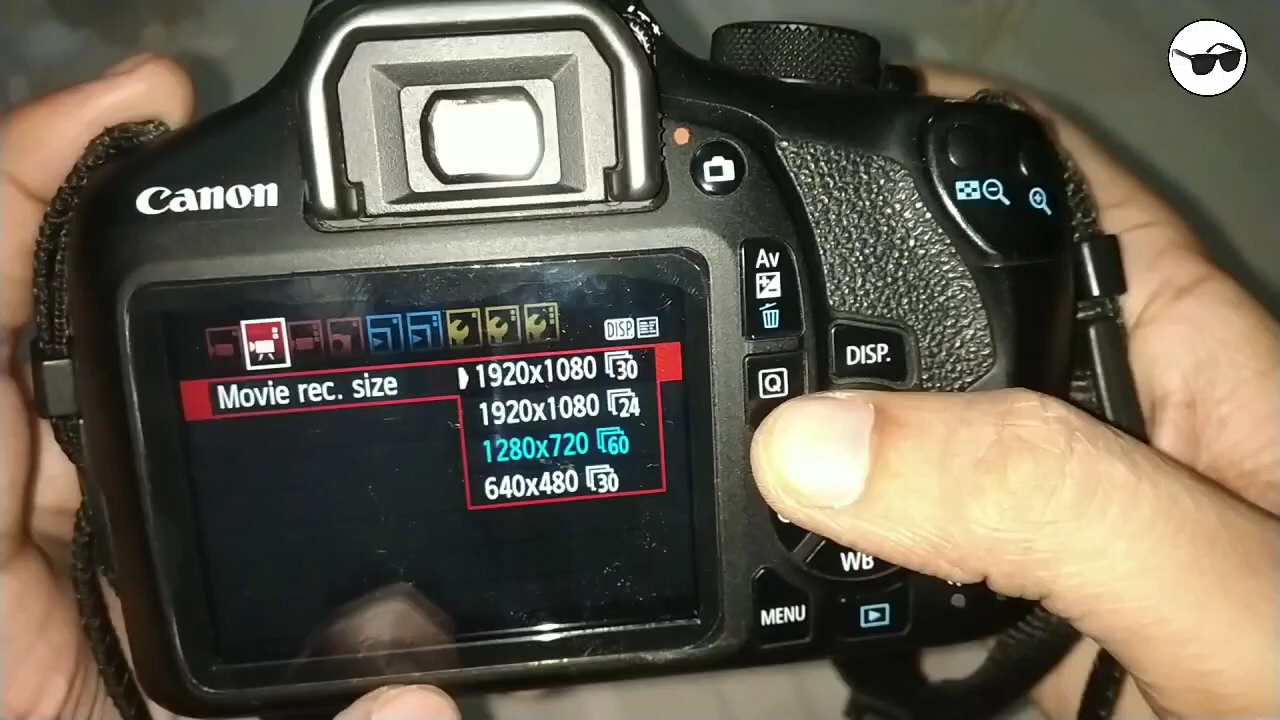 Canon
Av
DISP.
Q
DISP
Movie rec. size
1920x1080 30
1920x1080 24
1280x720 60
640x480 30
WB
MENU